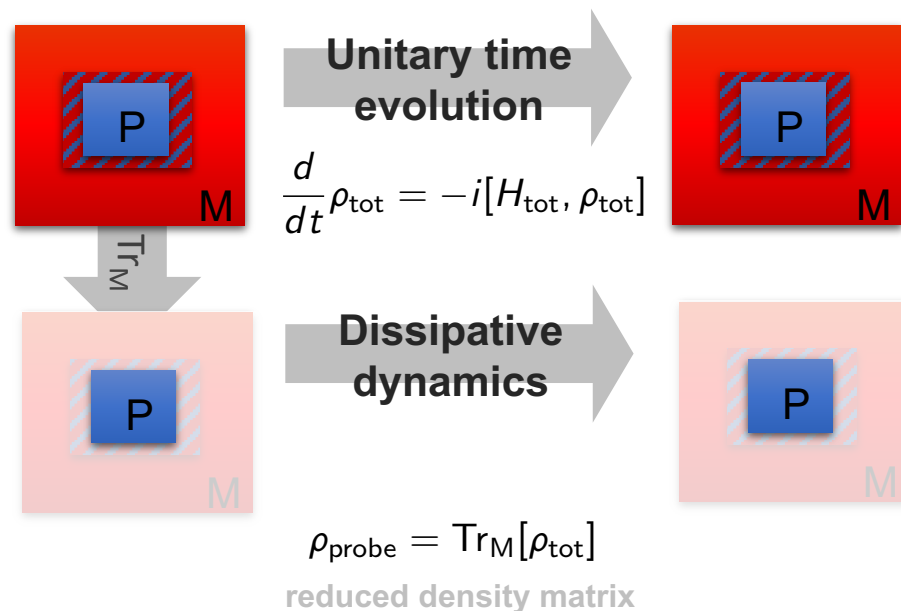 P
M
Unitary time
evolution
P
M
d/dt ρ_tot = −i[H_tot, ρ_tot]
Tr_M
P
M
Dissipative
dynamics
P
M
ρ_probe = Tr_M[ρ_tot]
reduced density matrix